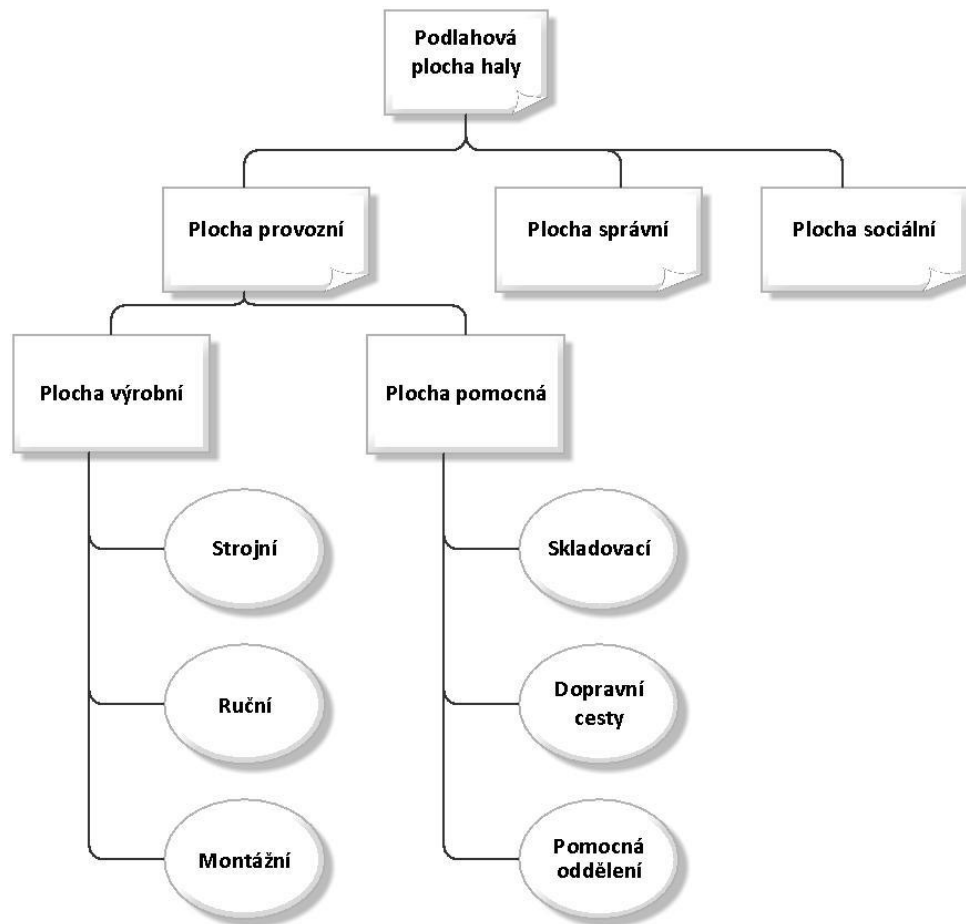 Podlahová
plocha haly
Plocha provozní
Plocha správní
Plocha sociální
Plocha výrobní
Plocha pomocná
Strojní
Skladovací
Ruční
Dopravní
cesty
Montážní
Pomocná
oddělení